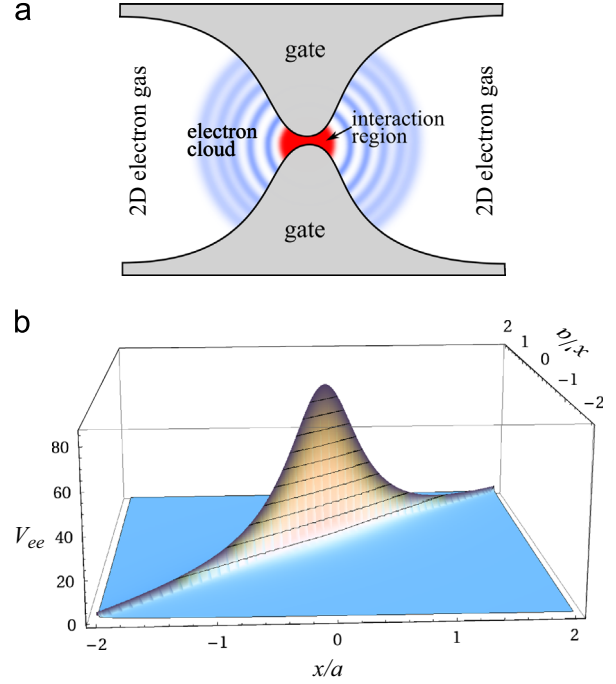 a
gate
2D electron gas
electron
cloud
interaction
region
2D electron gas
gate
b
2
1
0
−1
−2
x'/a
80
60
40
20
0
Vee
−2
−1
0
1
2
x/a